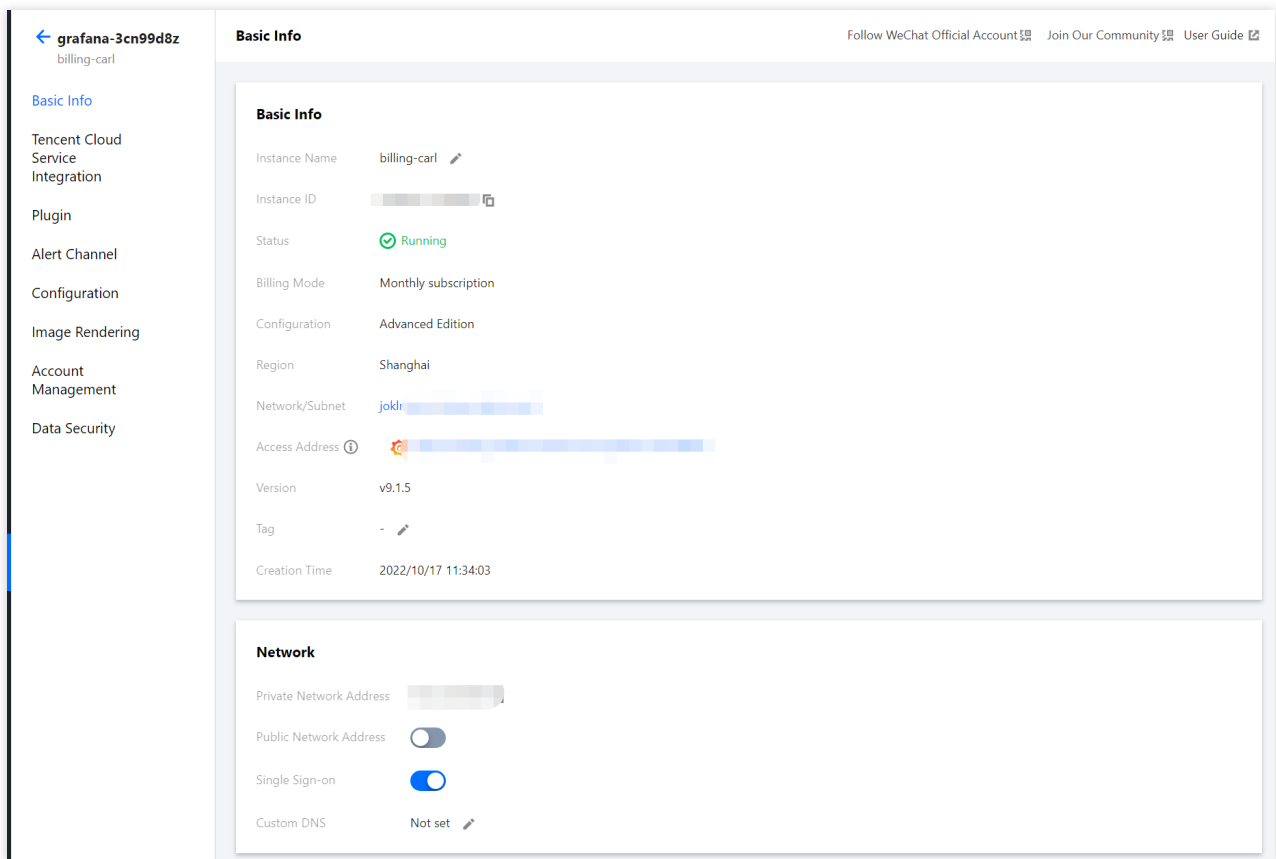 grafana-3cn99d8z
billing-carl
Basic Info
Tencent Cloud
Service
Integration
Plugin
Alert Channel
Configuration
Image Rendering
Account
Management
Data Security
Basic Info
Follow WeChat Official Account
Join Our Community
User Guide
Basic Info
Instance Name billing-carl
Instance ID
Status Running
Billing Mode Monthly subscription
Configuration Advanced Edition
Region Shanghai
Network/Subnet
Access Address
Version v9.1.5
Tag -
Creation Time 2022/10/17 11:34:03
Network
Private Network Address
Public Network Address
Single Sign-on
Custom DNS Not set